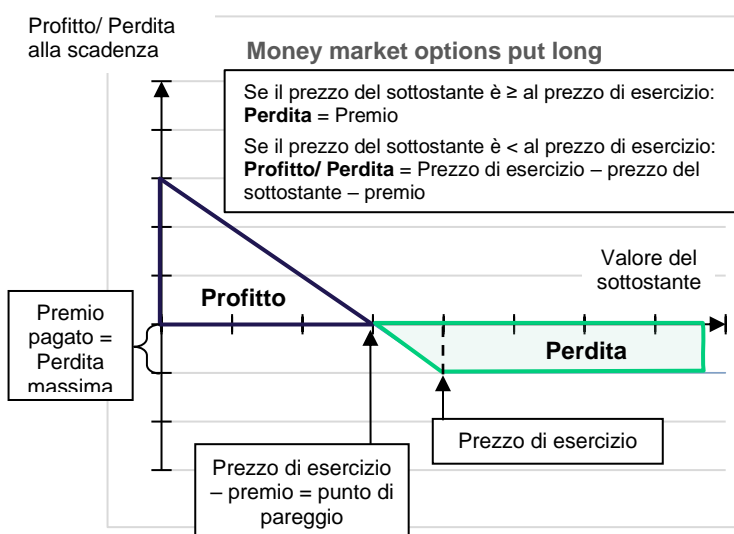 Profitto/ Perdita
alla scadenza
Money market options put long
Se il prezzo del sottostante è ≥ al prezzo di esercizio:
Perdita = Premio
Se il prezzo del sottostante è < al prezzo di esercizio:
Profitto/ Perdita = Prezzo di esercizio – prezzo del
sottostante – premio
Valore del
sottostante
Profitto
Premio
pagato =
Perdita
massima
Perdita
Prezzo di esercizio
Prezzo di esercizio
– premio = punto di
pareggio